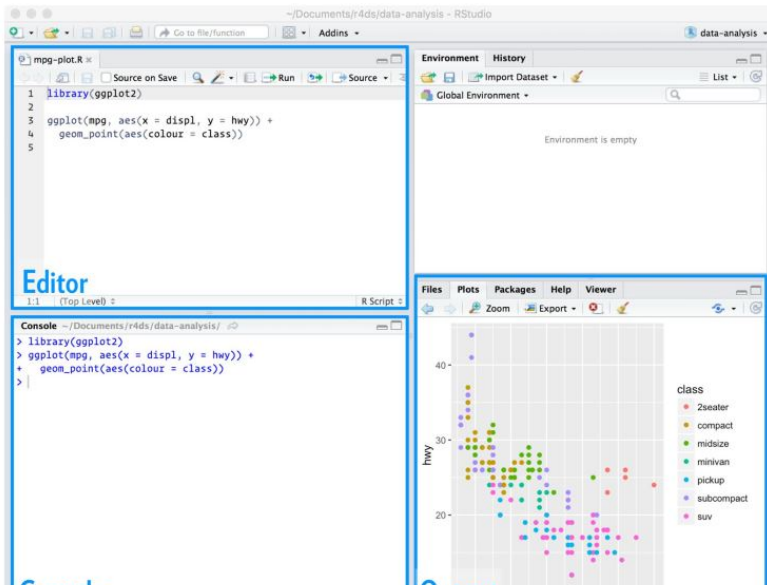 ~/Documents/r4ds/data-analysis - RStudio
Go to file/function Addins data-analysis
mpg-plot.R
Source on Save Run Source
1 library(ggplot2)
2
3 ggplot(mpg, aes(x = displ, y = hwy)) +
4 geom_point(aes(colour = class))
5
Editor
1:1 (Top Level) R Script
Console ~/Documents/r4ds/data-analysis/
> library(ggplot2)
> ggplot(mpg, aes(x = displ, y = hwy)) +
+ geom_point(aes(colour = class))
>
Environment History
Import Dataset List
Global Environment
Environment is empty
Files Plots Packages Help Viewer
Zoom Export
40
30
20
hwy
class
2seater
compact
midsize
minivan
pickup
subcompact
suv